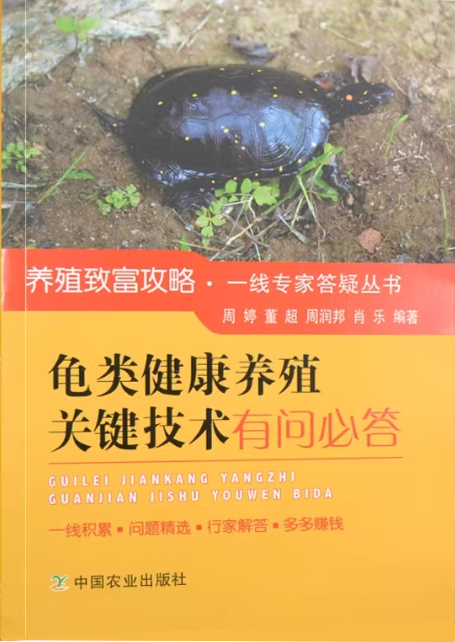 养殖致富攻略·一线专家答疑丛书
周婷 董超 周润邦 肖乐 编著
龟类健康养殖
关键技术有问必答
GUILEI JIANKANG YANGZHI
GUANJIAN JISHU YOUWEN BIDA
一线积累■问题精选■行家解答■多多赚钱
中国农业出版社